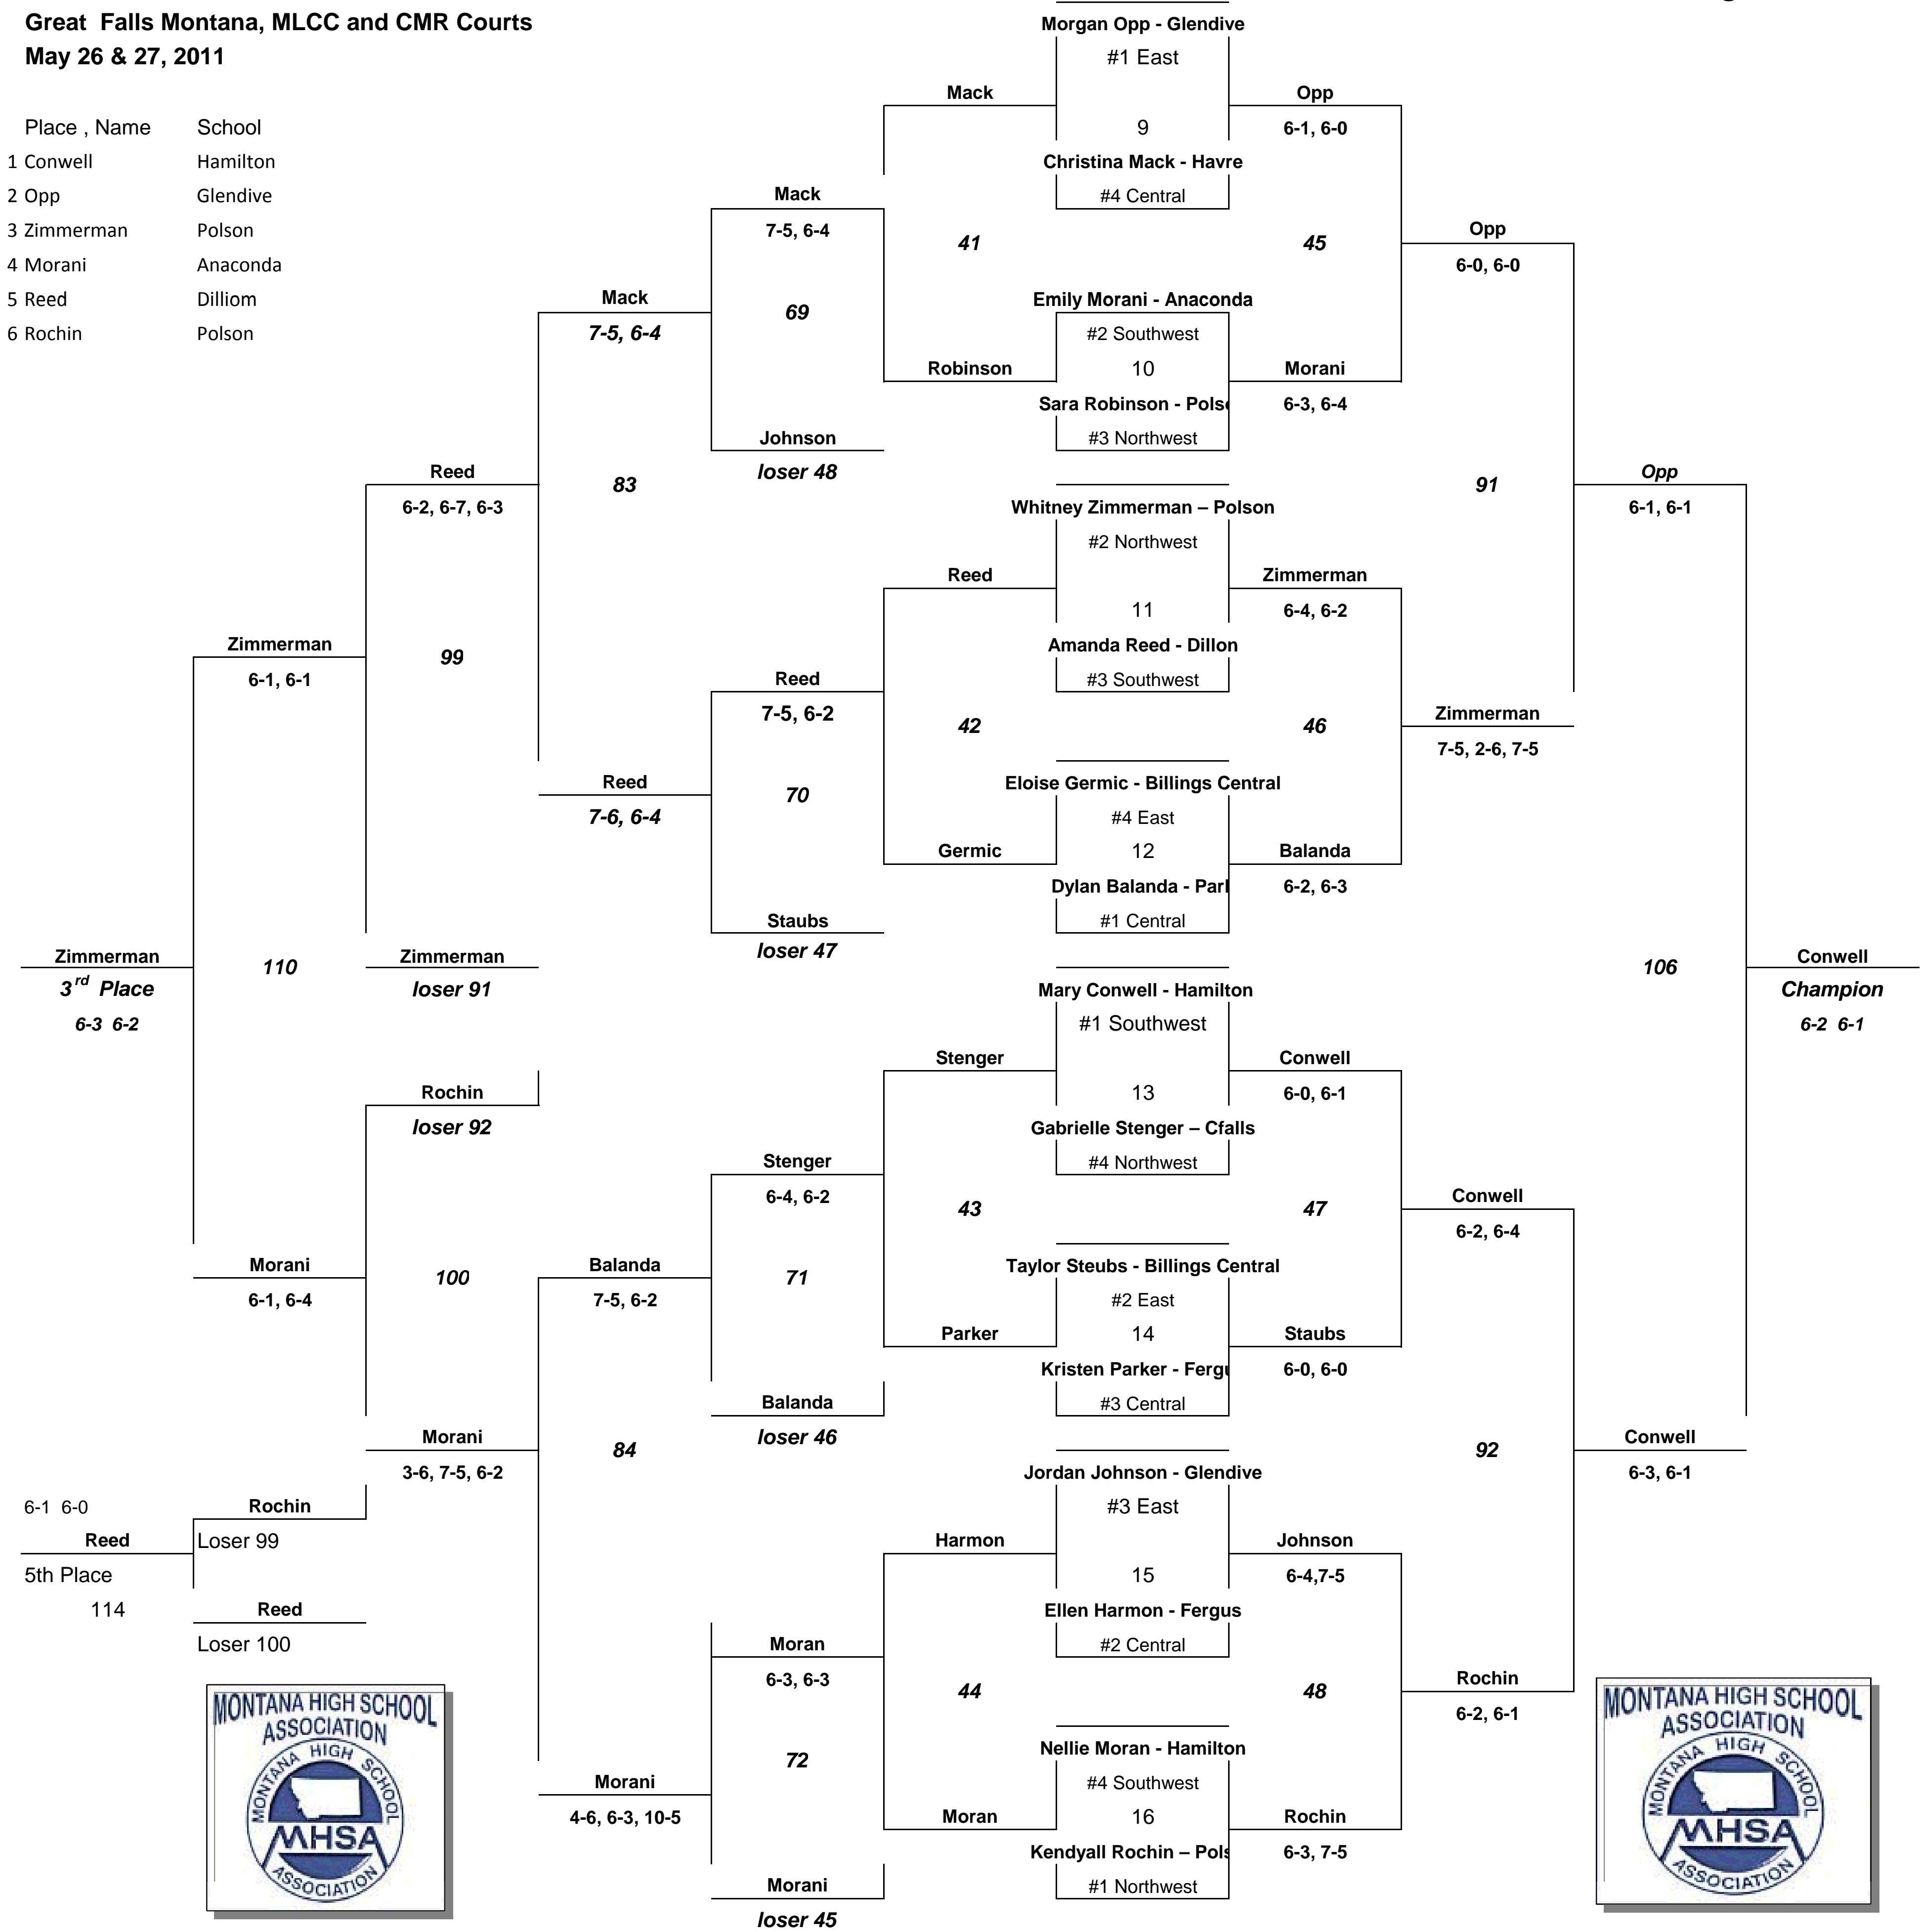 Great  Falls Montana, MLCC and CMR Courts
May 26 & 27, 2011
Place , Name School
1 Conwell Hamilton
2 Opp Glendive
3 Zimmerman Polson
4 Morani Anaconda
5 Reed Dilliom
6 Rochin Polson
Zimmerman
3rd Place
6-3  6-2
6-1  6-0
Reed
5th Place
114
Zimmerman
6-1, 6-1
110
Morani
6-1, 6-4
Rochin
Loser 99
Reed
Loser 100
Reed
6-2, 6-7, 6-3
99
Zimmerman
loser 91
Rochin
loser 92
100
Morani
3-6, 7-5, 6-2
Mack
7-5, 6-4
83
Reed
7-6, 6-4
Balanda
7-5, 6-2
84
Morani
4-6, 6-3, 10-5
Mack
7-5, 6-4
69
Johnson
loser 48
Reed
7-5, 6-2
70
Staubs
loser 47
Stenger
6-4, 6-2
71
Balanda
loser 46
Moran
6-3, 6-3
72
Morani
loser 45
Mack
41
Robinson
Reed
42
Germic
Stenger
43
Parker
Harmon
44
Moran
Morgan Opp - Glendive
#1 East
9
Christina Mack - Havre
#4 Central
Emily Morani - Anaconda
#2 Southwest
10
Sara Robinson - Pols
#3 Northwest
Whitney Zimmerman – Polson
#2 Northwest
11
Amanda Reed - Dillon
#3 Southwest
Eloise Germic - Billings Central
#4 East
12
Dylan Balanda - Par
#1 Central
Mary Conwell - Hamilton
#1 Southwest
13
Gabrielle Stenger – Cfalls
#4 Northwest
Taylor Steubs - Billings Central
#2 East
14
Kristen Parker - Ferg
#3 Central
Jordan Johnson - Glendive
#3 East
15
Ellen Harmon - Fergus
#2 Central
Nellie Moran - Hamilton
#4 Southwest
16
Kendyall Rochin – Pols
#1 Northwest
Opp
6-1, 6-0
45
Morani
6-3, 6-4
Zimmerman
6-4, 6-2
46
Balanda
6-2, 6-3
Conwell
6-0, 6-1
47
Staubs
6-0, 6-0
Johnson
6-4,7-5
48
Rochin
6-3, 7-5
Opp
6-0, 6-0
91
Zimmerman
7-5, 2-6, 7-5
Conwell
6-2, 6-4
92
Rochin
6-2, 6-1
Opp
6-1, 6-1
106
Conwell
6-3, 6-1
Conwell
Champion
6-2  6-1
MONTANA HIGH SCHOOL
ASSOCIATION
MONTANA HIGH SCHOOL
MHSA
ASSOCIATION
MONTANA HIGH SCHOOL
ASSOCIATION
MONTANA HIGH SCHOOL
MHSA
ASSOCIATION